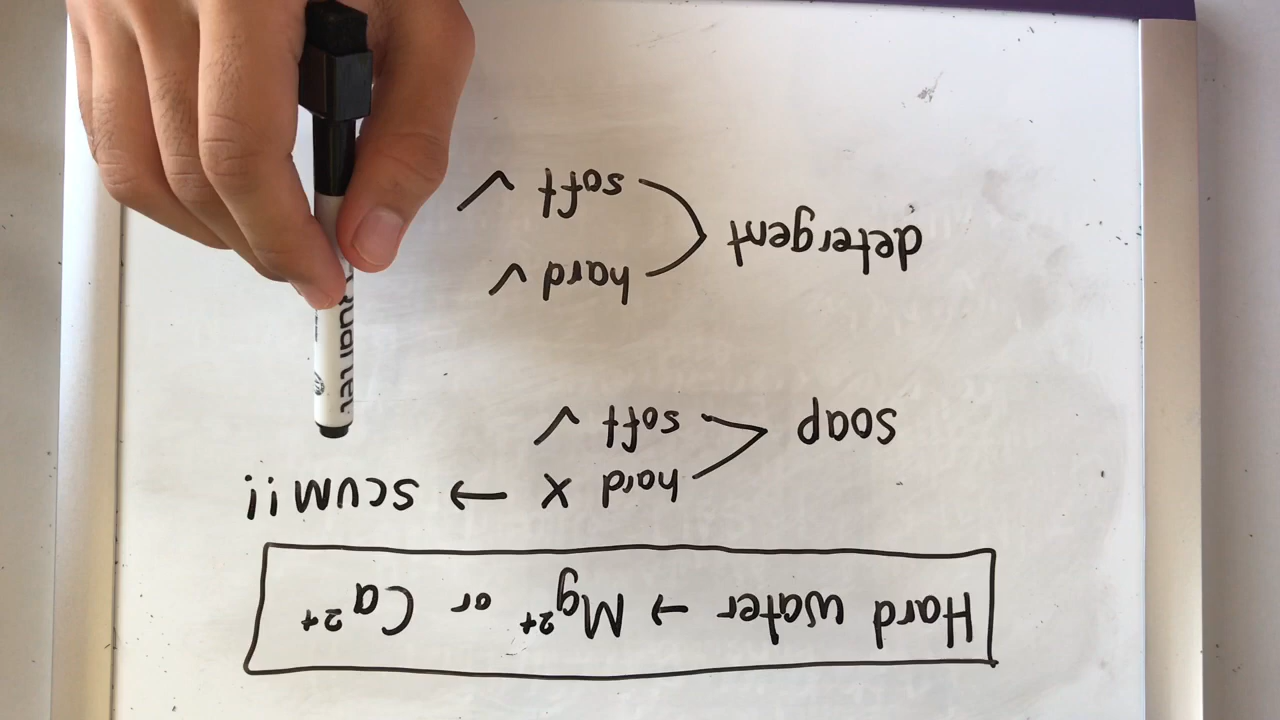 Hard water → Mg²⁺ or Ca²⁺
hard X → SCUM!!
soap
soft ✓
hard ✓
detergent
soft ✓